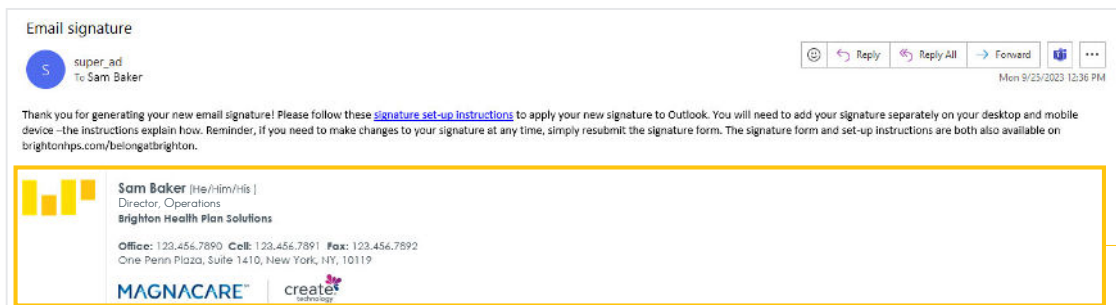 Email signature
S
super_ad
To Sam Baker
Reply
Reply All
Forward
Mon 9/25/2023 12:36 PM
Thank you for generating your new email signature! Please follow these signature set-up instructions to apply your new signature to Outlook. You will need to add your signature separately on your desktop and mobile
device –the instructions explain how. Reminder, if you need to make changes to your signature at any time, simply resubmit the signature form. The signature form and set-up instructions are both also available on
brightonhps.com/belongatbrighton.
Sam Baker (He/Him/His )
Director, Operations
Brighton Health Plan Solutions
Office: 123.456.7890 Cell: 123.456.7891 Fax: 123.456.7892
One Penn Plaza, Suite 1410, New York, NY, 10119
MAGNACARE™
create
technology